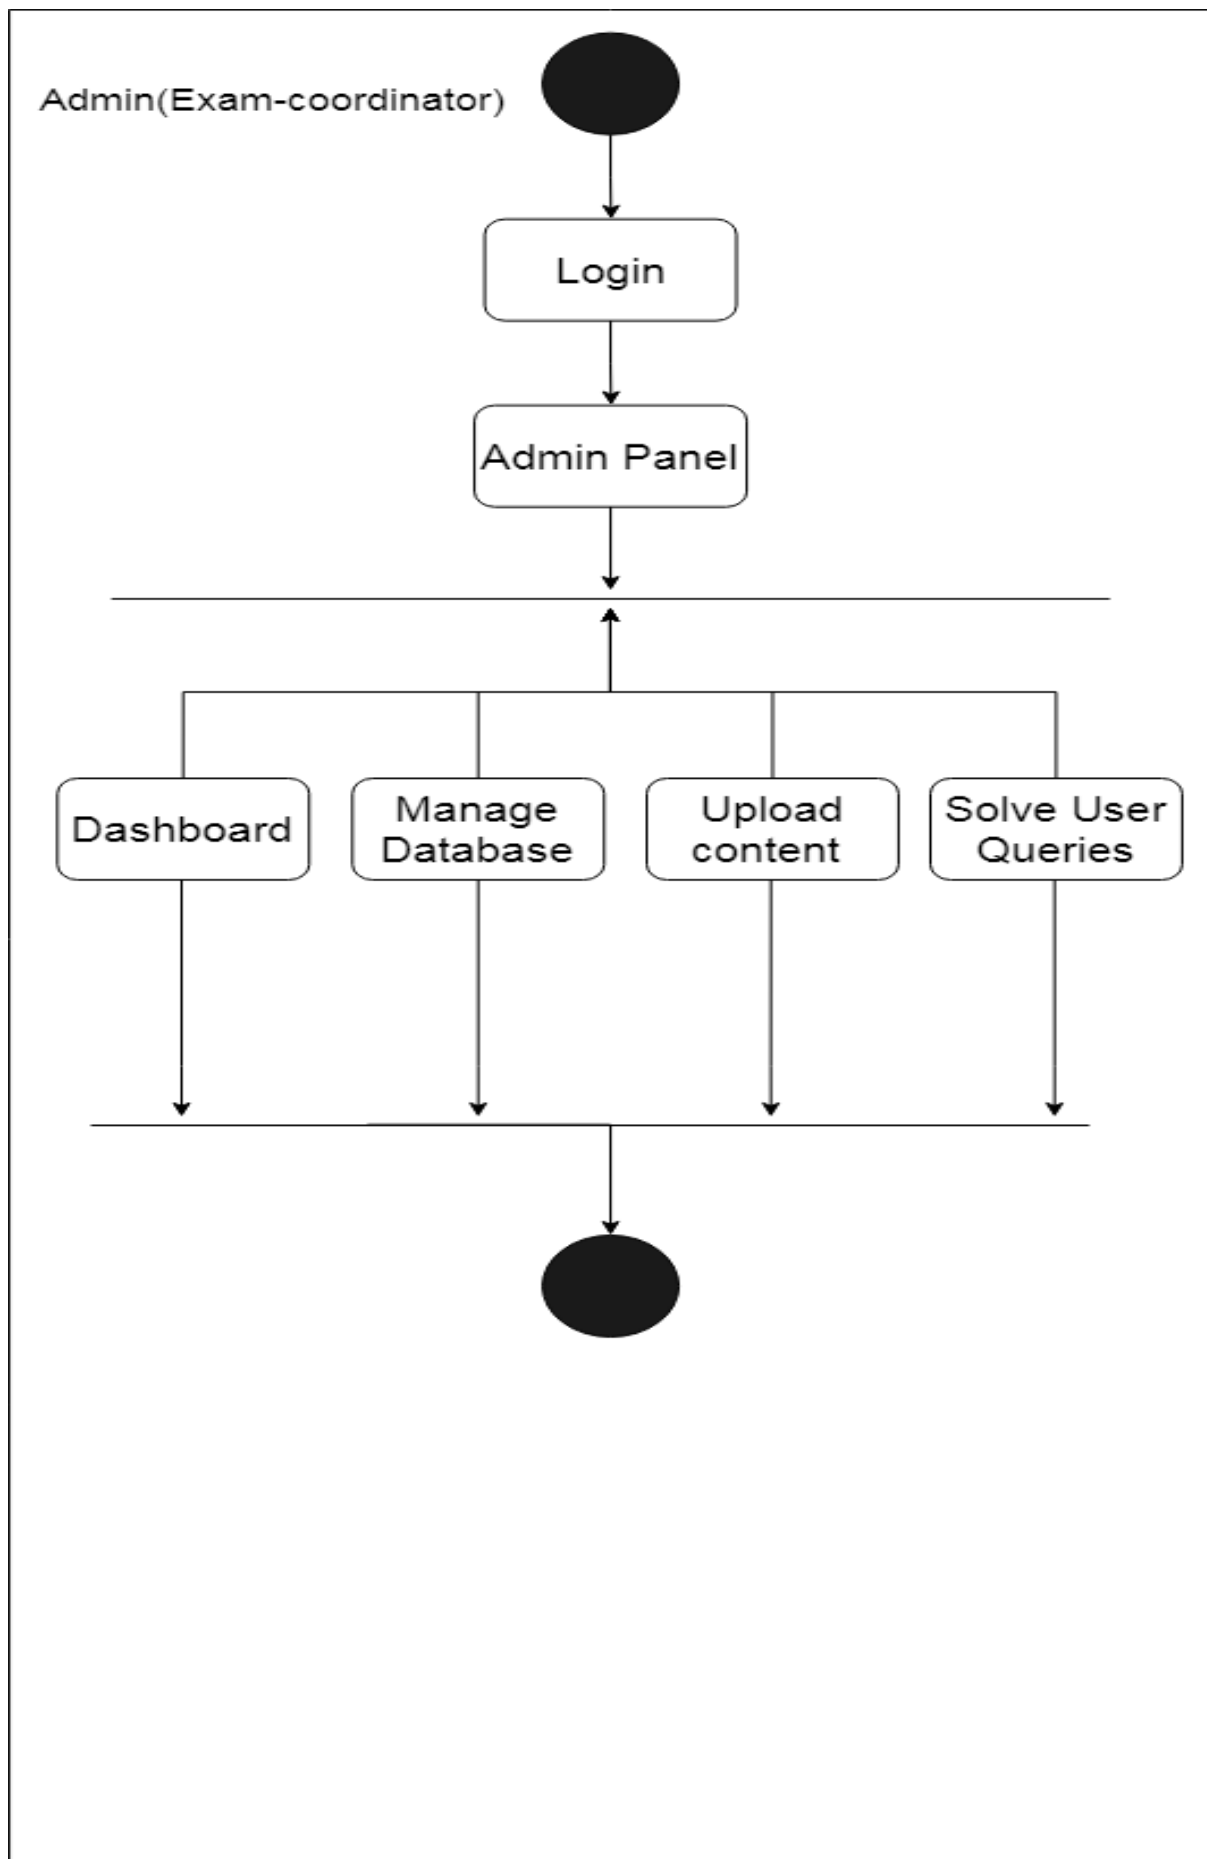 Admin(Exam-coordinator)
Login
Admin Panel
Dashboard
Manage
Database
Upload
content
Solve User
Queries